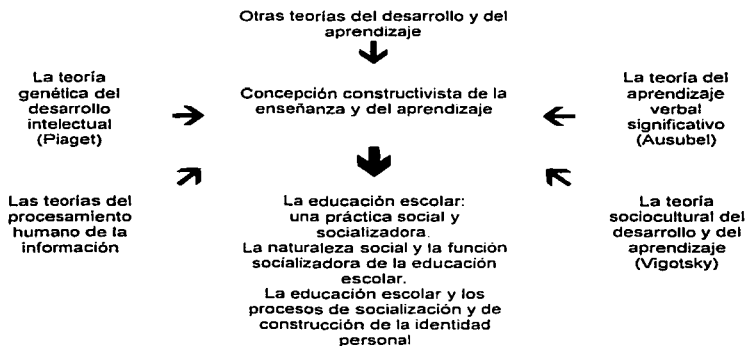 Otras teorías del desarrollo y del
aprendizaje
La teoría
genética del
desarrollo
intelectual
(Piaget)
Concepción constructivista de la
enseñanza y del aprendizaje
La teoría del
aprendizaje
verbal
significativo
(Ausubel)
Las teorías del
procesamiento
humano de la
información
La educación escolar:
una práctica social y
socializadora.
La naturaleza social y la función
socializadora de la educación
escolar.
La educación escolar y los
procesos de socialización y de
construcción de la identidad
personal
La teoría
sociocultural del
desarrollo y del
aprendizaje
(Vigotsky)